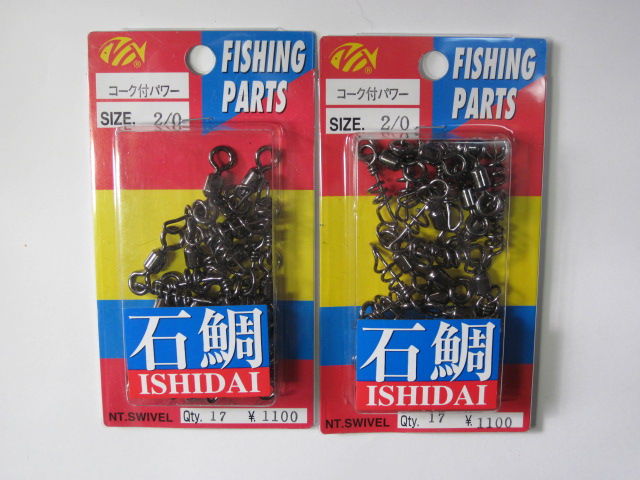 FISHING
PARTS
コーク付パワー
SIZE. 2/0
石鯛
ISHIDAI
NT.SWIVEL Qty. 17 ¥ 1100
FISHING
PARTS
コーク付パワー
SIZE. 2/0
石鯛
ISHIDAI
NT.SWIVEL Qty. 17 ¥ 1100